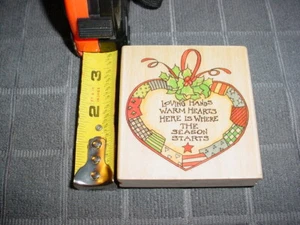 3
2
LOVING HANDS
WARM HEARTS
HERE IS WHERE
THE
SEASON
STARTS